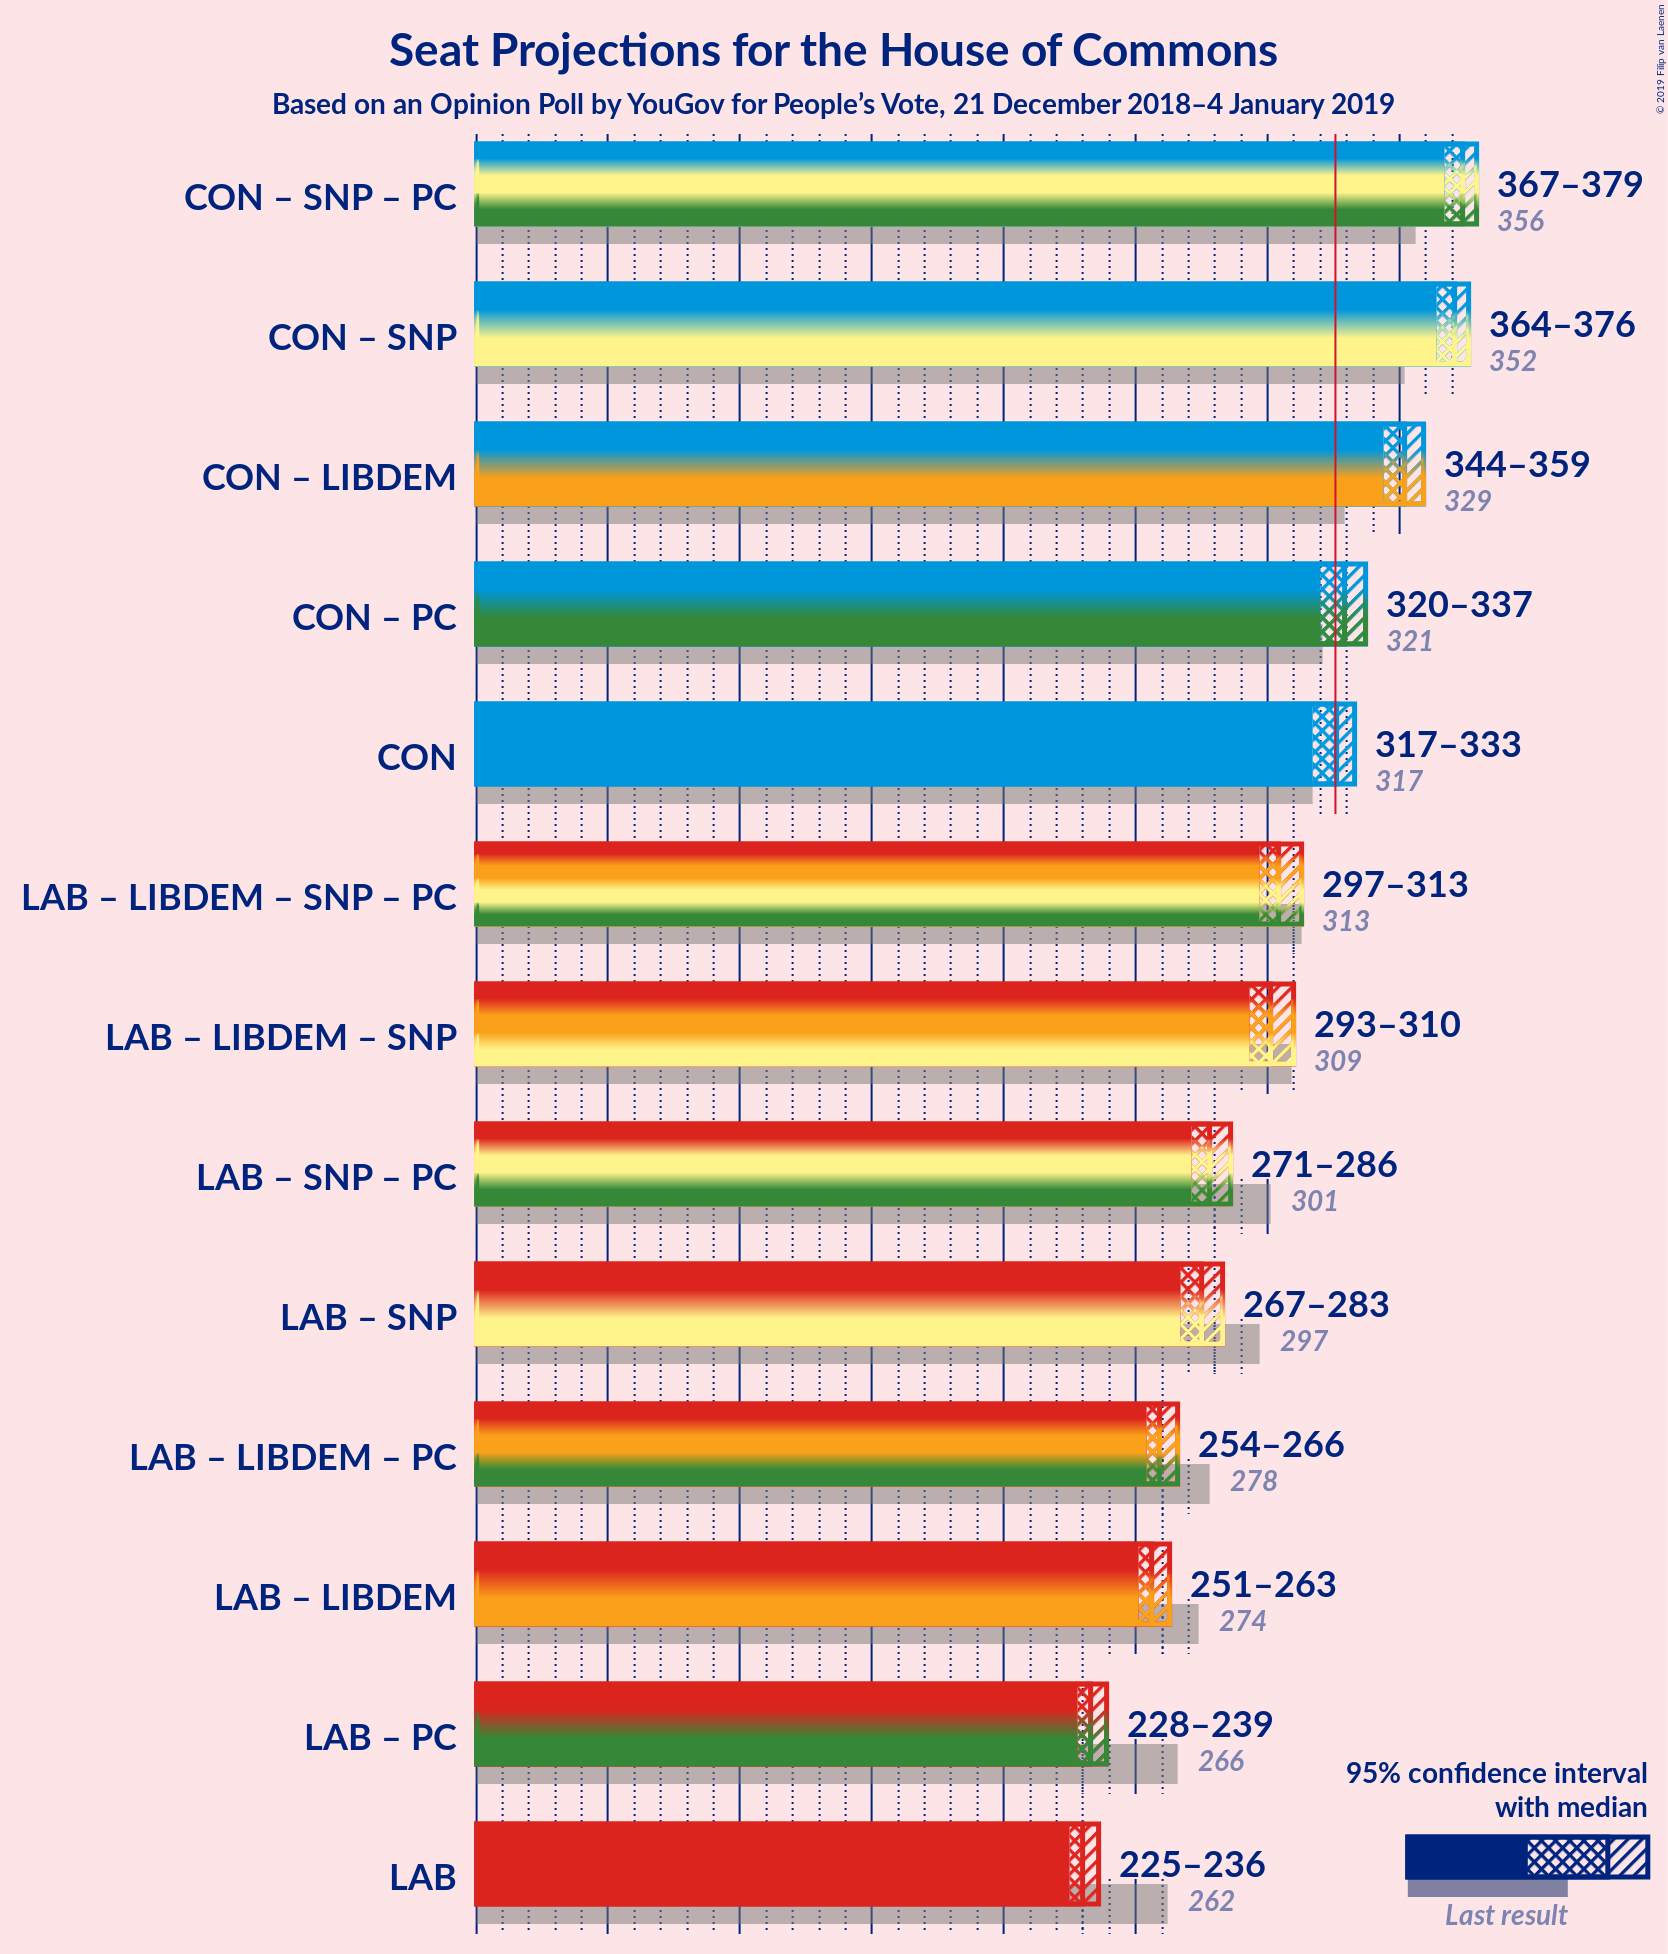 Seat Projections for the House of Commons
Based on an Opinion Poll by YouGov for People’s Vote, 21 December 2018–4 January 2019
© 2019 Filip van Laenen
CON – SNP – PC
367–379
356
CON – SNP
364–376
352
CON – LIBDEM
344–359
329
CON – PC
320–337
321
CON
317–333
317
LAB – LIBDEM – SNP – PC
297–313
313
LAB – LIBDEM – SNP
293–310
309
LAB – SNP – PC
271–286
301
LAB – SNP
267–283
297
LAB – LIBDEM – PC
254–266
278
LAB – LIBDEM
251–263
274
LAB – PC
228–239
266
LAB
225–236
262
95% confidence interval
with median
Last result